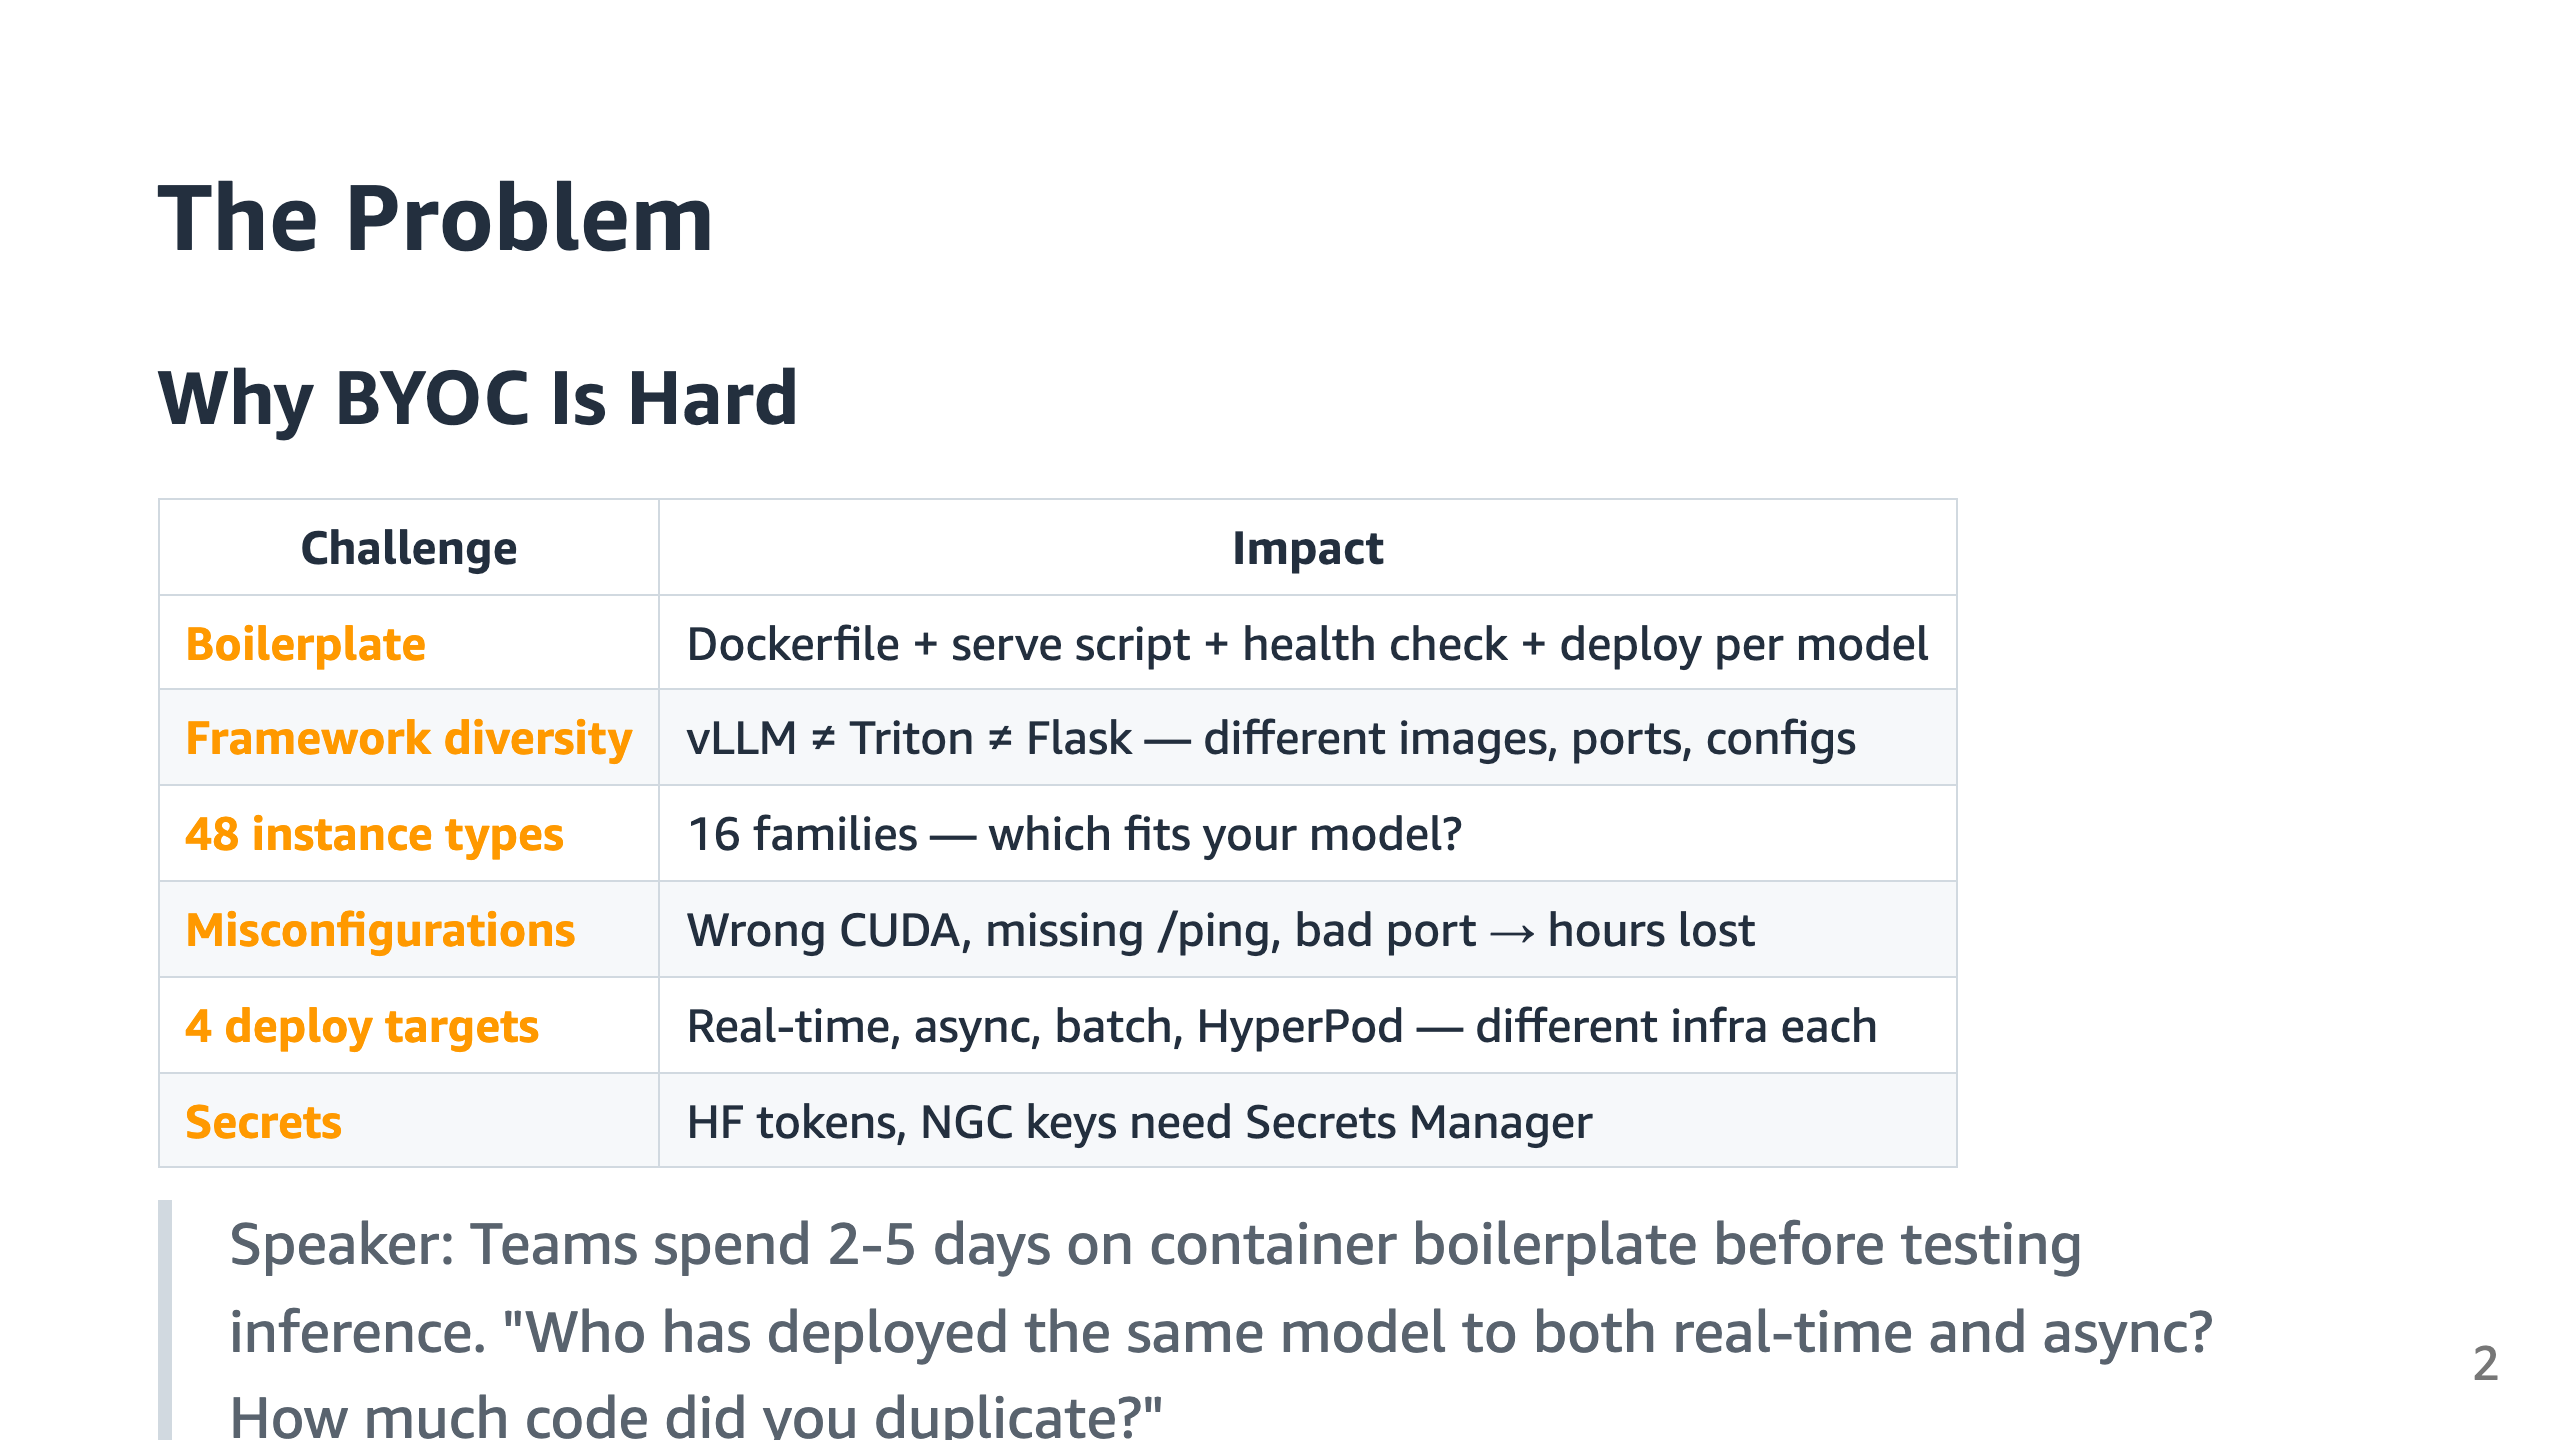 The Problem
Why BYOC Is Hard
Challenge Impact
Boilerplate Dockerfile + serve script + health check + deploy per model
Framework diversity vLLM ≠ Triton ≠ Flask — different images, ports, configs
48 instance types 16 families — which fits your model?
Misconfigurations Wrong CUDA, missing /ping, bad port → hours lost
4 deploy targets Real-time, async, batch, HyperPod — different infra each
Secrets HF tokens, NGC keys need Secrets Manager
Speaker: Teams spend 2-5 days on container boilerplate before testing
inference. "Who has deployed the same model to both real-time and async?
How much code did you duplicate?"
2